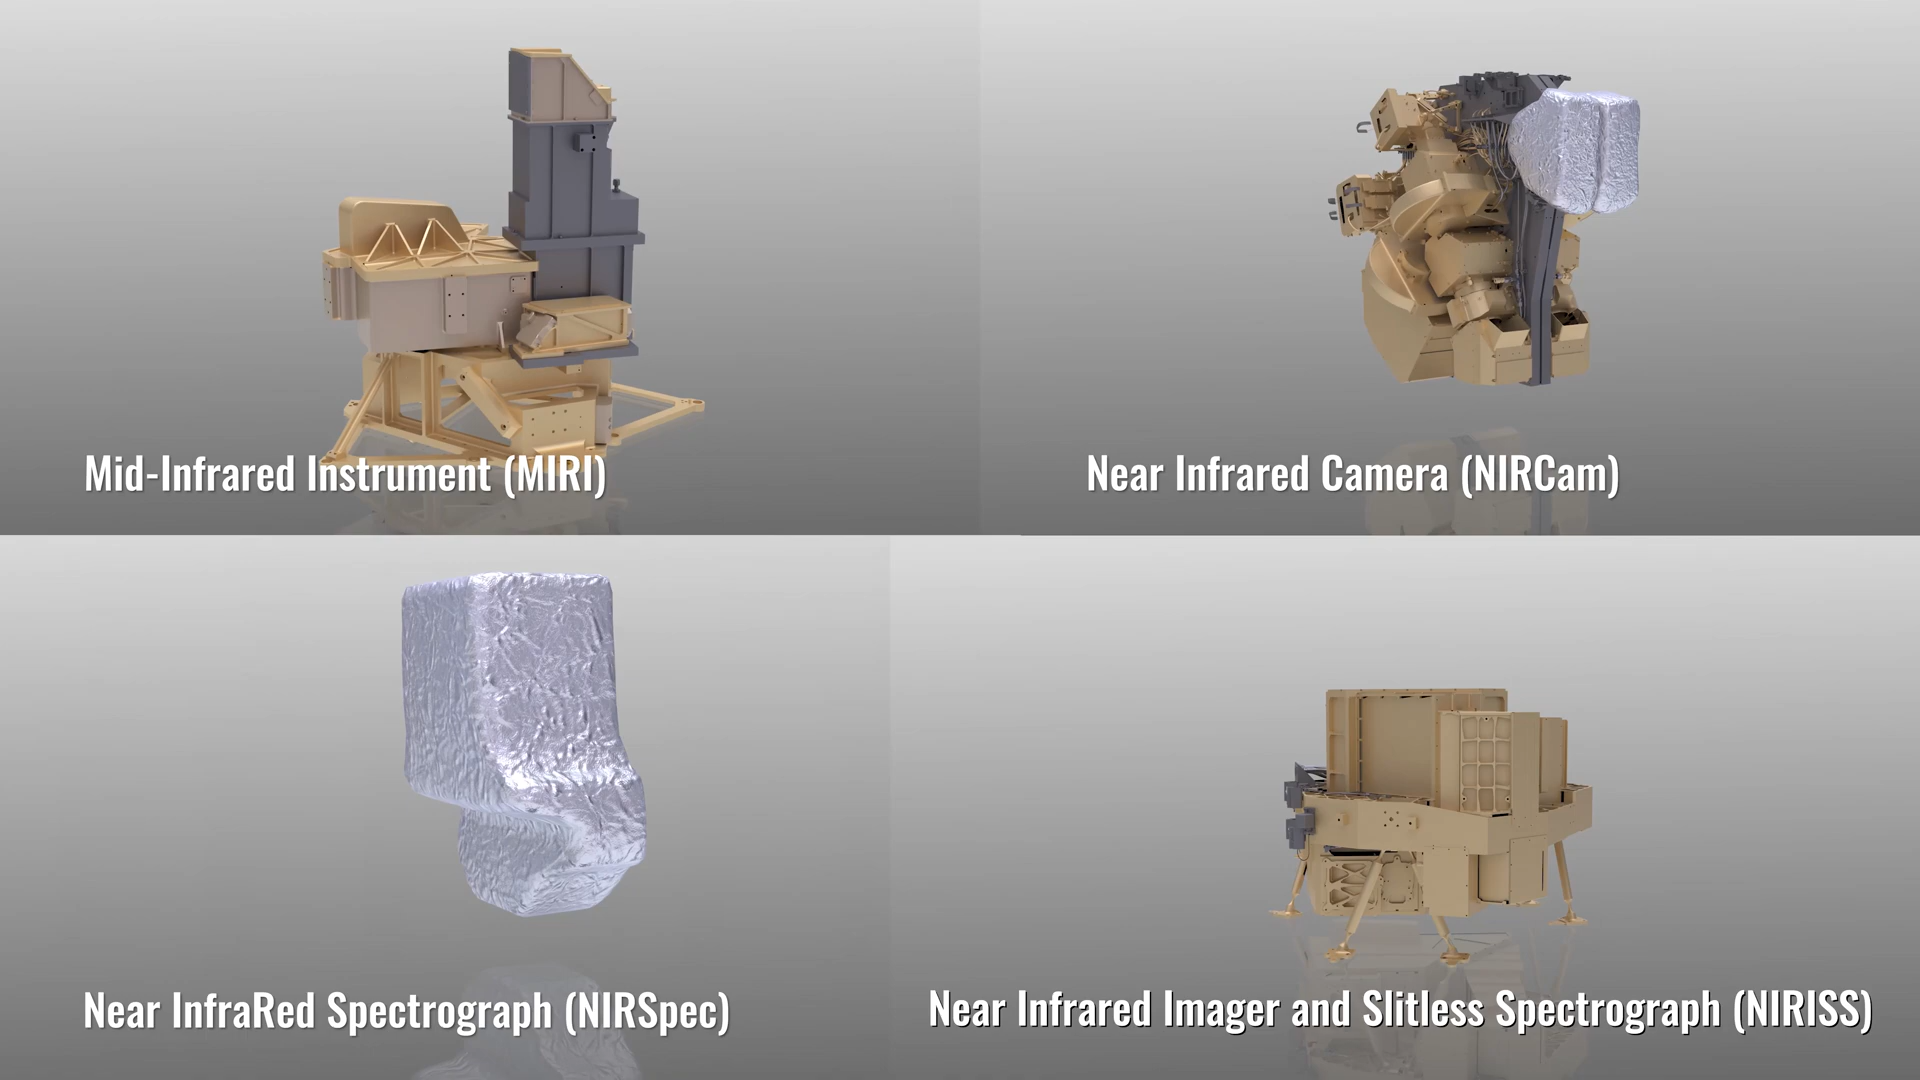 Mid-Infrared Instrument (MIRI)
Near Infrared Camera (NIRCam)
Near InfraRed Spectrograph (NIRSpec)
Near Infrared Imager and Slitless Spectrograph (NIRISS)